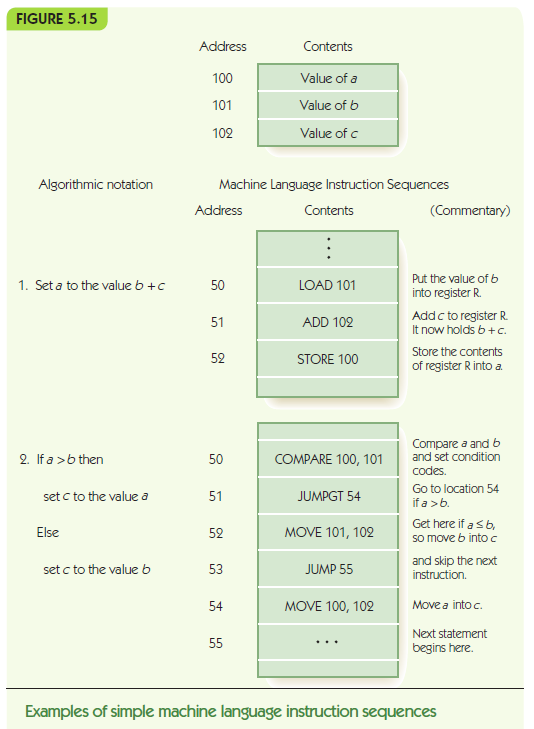 FIGURE 5.15
Address Contents
100 Value of a
101 Value of b
102 Value of c
Algorithmic notation Machine Language Instruction Sequences
Address Contents (Commentary)
1. Set a to the value b + c 50 LOAD 101 Put the value of b
into register R.
51 ADD 102 Add c to register R.
It now holds b + c.
52 STORE 100 Store the contents
of register R into a.
2. If a > b then 50 COMPARE 100, 101 Compare a and b
and set condition
codes.
set c to the value a 51 JUMPGT 54 Go to location 54
if a > b.
Else 52 MOVE 101, 102 Get here if a ≤ b,
so move b into c
set c to the value b 53 JUMP 55 and skip the next
instruction.
54 MOVE 100, 102 Move a into c.
55 ... Next statement
begins here.
Examples of simple machine language instruction sequences